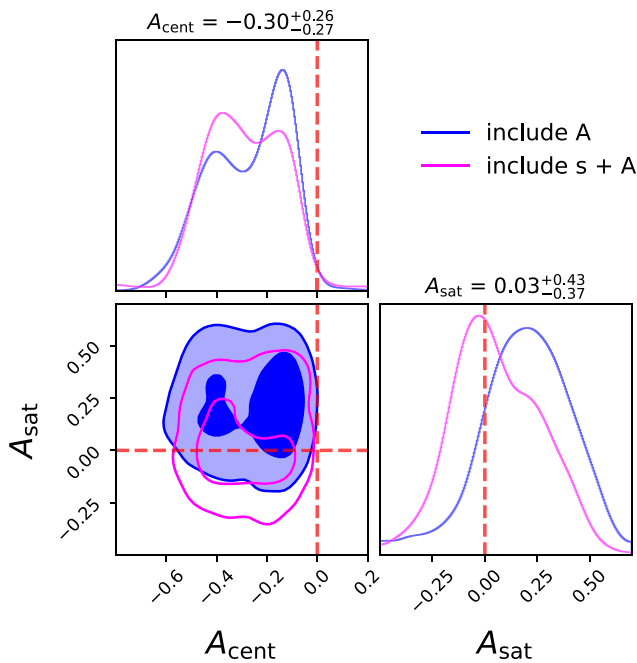 A_cent = −0.30^{+0.26}_{−0.27}
include A
include s + A
A_sat = 0.03^{+0.43}_{−0.37}
A_sat
0.50
0.25
0.00
−0.25
−0.6 −0.4 −0.2 0.0 0.2
−0.25 0.00 0.25 0.50
A_cent
A_sat